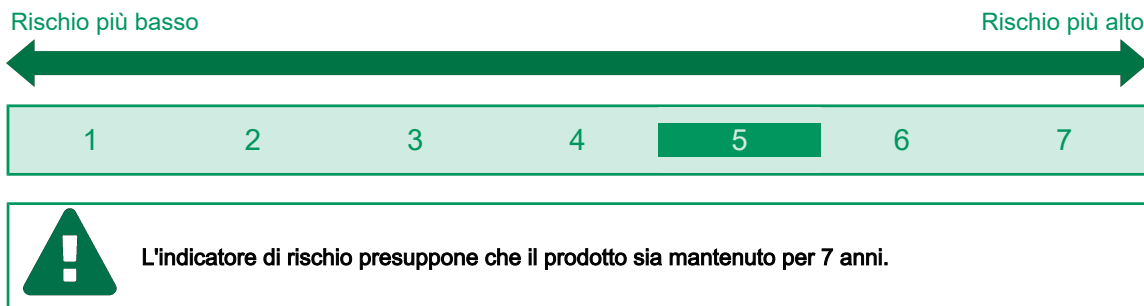 Rischio più basso Rischio più alto
1 2 3 4 5 6 7
L'indicatore di rischio presuppone che il prodotto sia mantenuto per 7 anni.